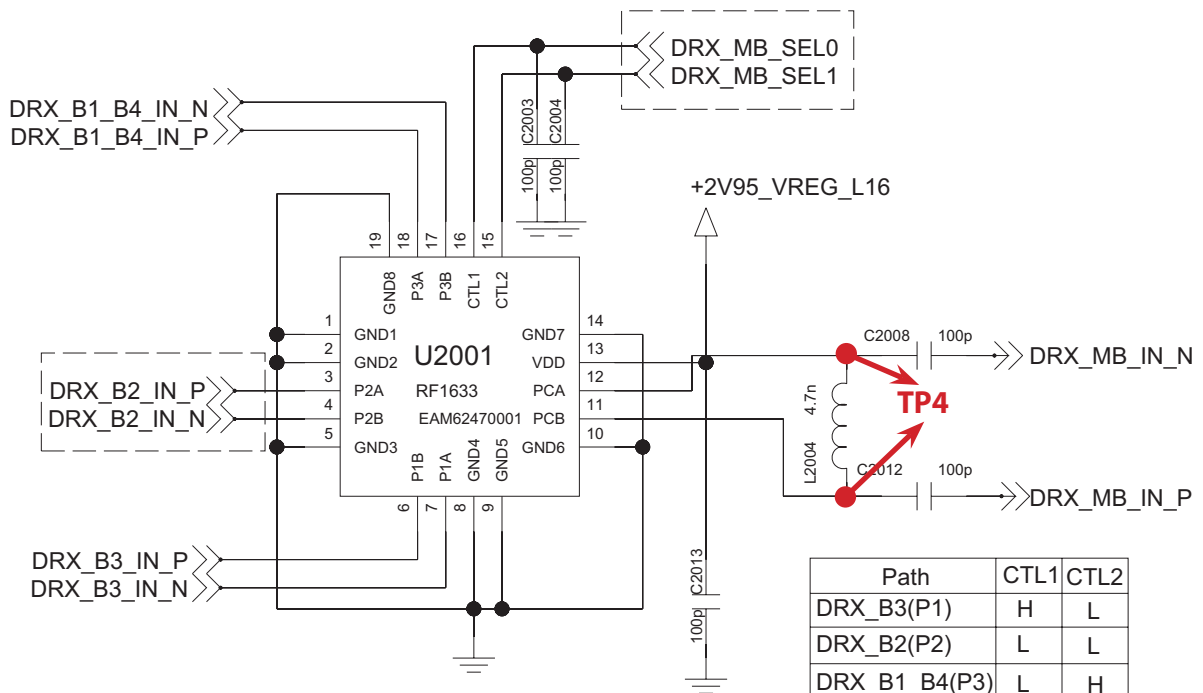 DRX_MB_SEL0
DRX_MB_SEL1
DRX_B1_B4_IN_N
DRX_B1_B4_IN_P
C2003
C2004
100p
100p
+2V95_VREG_L16
19
18
17
16
15
GND8
P3A
P3B
CTL1
CTL2
1
GND1
2
GND2
3
P2A
4
P2B
5
GND3
U2001
RF1633
EAM62470001
14
GND7
13
VDD
12
PCA
11
PCB
10
GND6
P1B
P1A
GND4
GND5
6
7
8
9
DRX_B2_IN_P
DRX_B2_IN_N
DRX_B3_IN_P
DRX_B3_IN_N
C2008
100p
DRX_MB_IN_N
4.7n
L2004
TP4
C2012
100p
DRX_MB_IN_P
C2013
100p
Path CTL1 CTL2
DRX_B3(P1) H L
DRX_B2(P2) L L
DRX_B1_B4(P3) L H